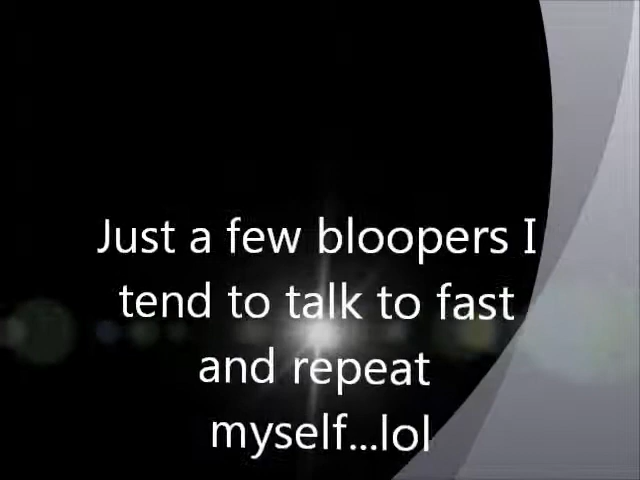 Just a few bloopers I
tend to talk to fast
and repeat
myself...lol